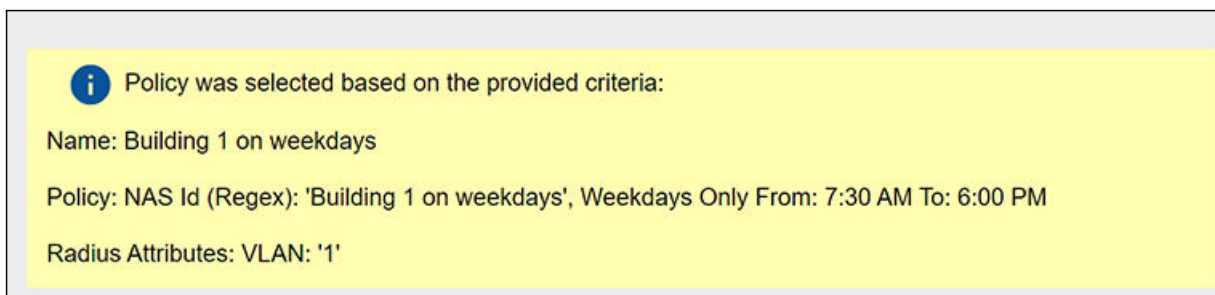 Policy was selected based on the provided criteria:
Name: Building 1 on weekdays
Policy: NAS Id (Regex): 'Building 1 on weekdays', Weekdays Only From: 7:30 AM To: 6:00 PM
Radius Attributes: VLAN: '1'